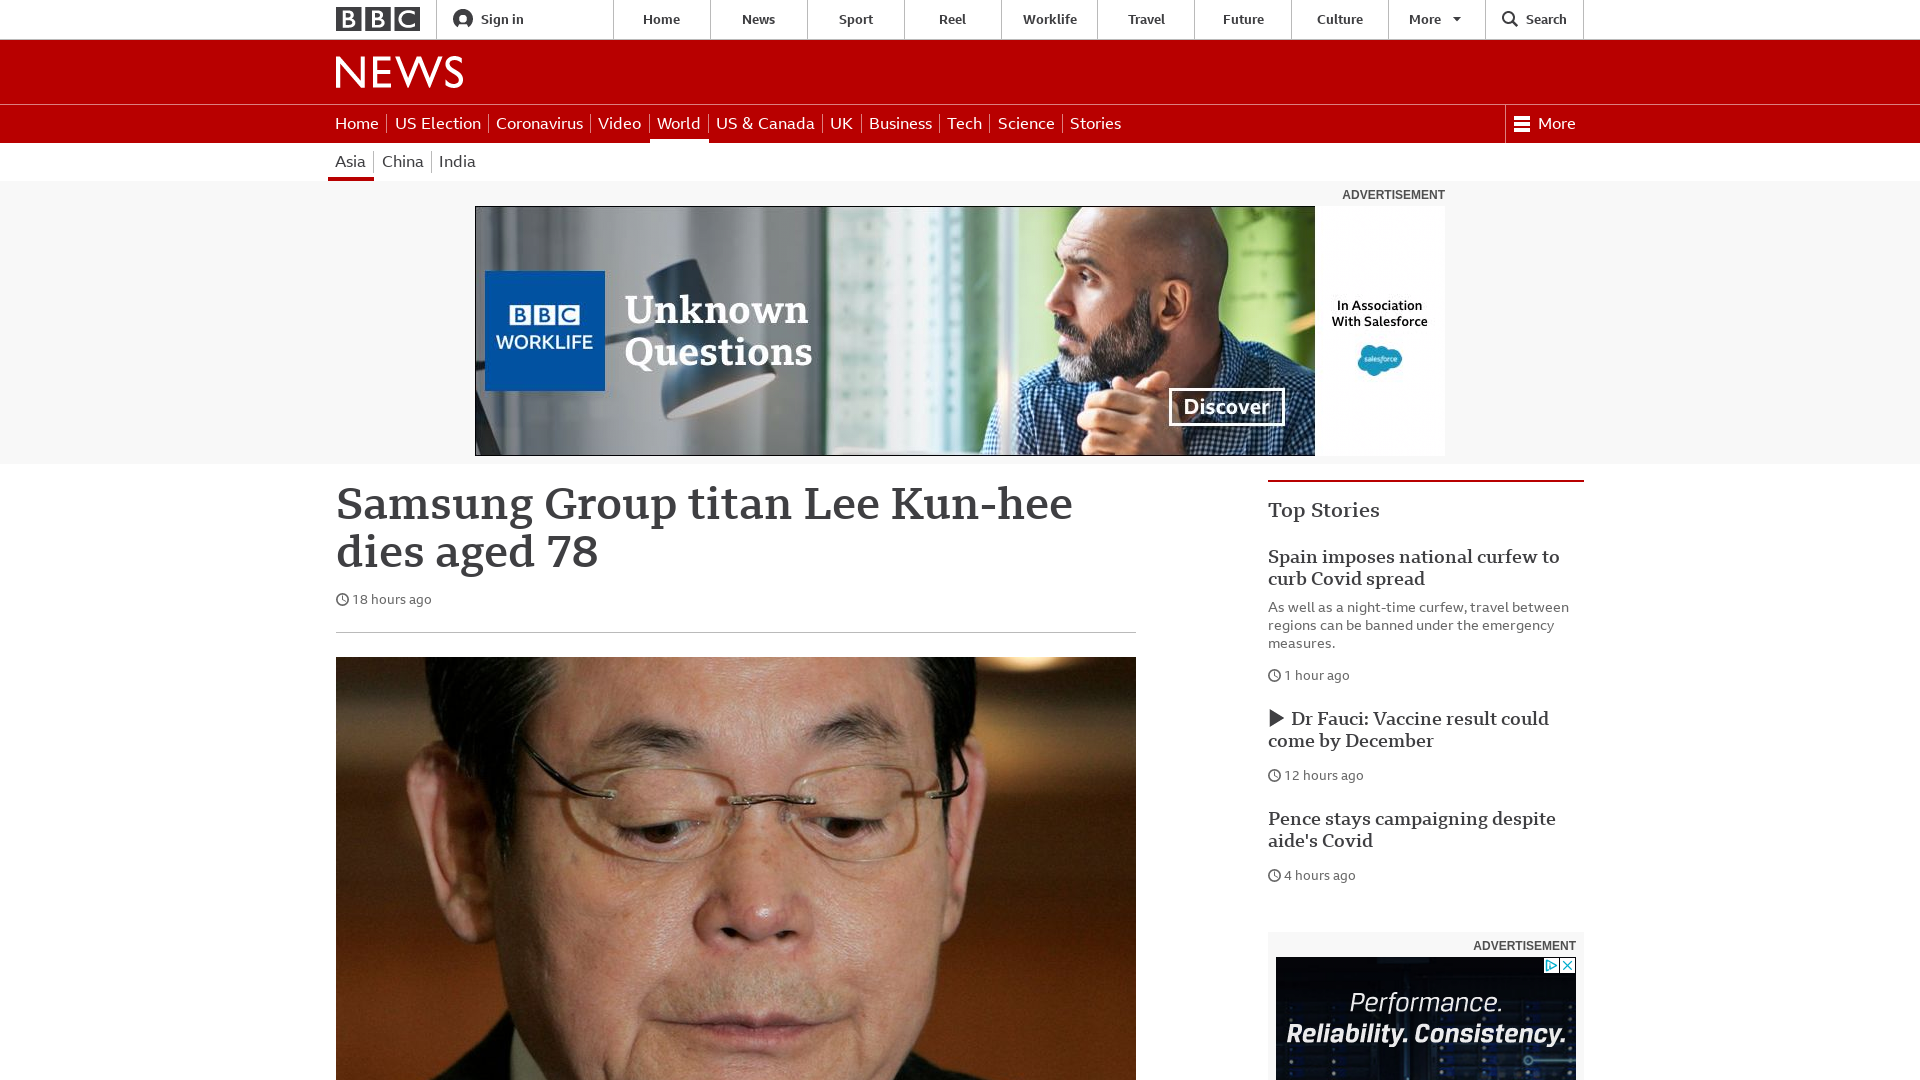 BBC
Sign in
Home
News
Sport
Reel
Worklife
Travel
Future
Culture
More
Search
NEWS
Home
US Election
Coronavirus
Video
World
US & Canada
UK
Business
Tech
Science
Stories
More
Asia
China
India
ADVERTISEMENT
BBC
WORKLIFE
Unknown
Questions
Discover
In Association
With Salesforce
salesforce
Samsung Group titan Lee Kun-hee
dies aged 78
18 hours ago
Top Stories
Spain imposes national curfew to
curb Covid spread
As well as a night-time curfew, travel between
regions can be banned under the emergency
measures.
1 hour ago
Dr Fauci: Vaccine result could
come by December
12 hours ago
Pence stays campaigning despite
aide's Covid
4 hours ago
ADVERTISEMENT
Performance.
Reliability. Consistency.